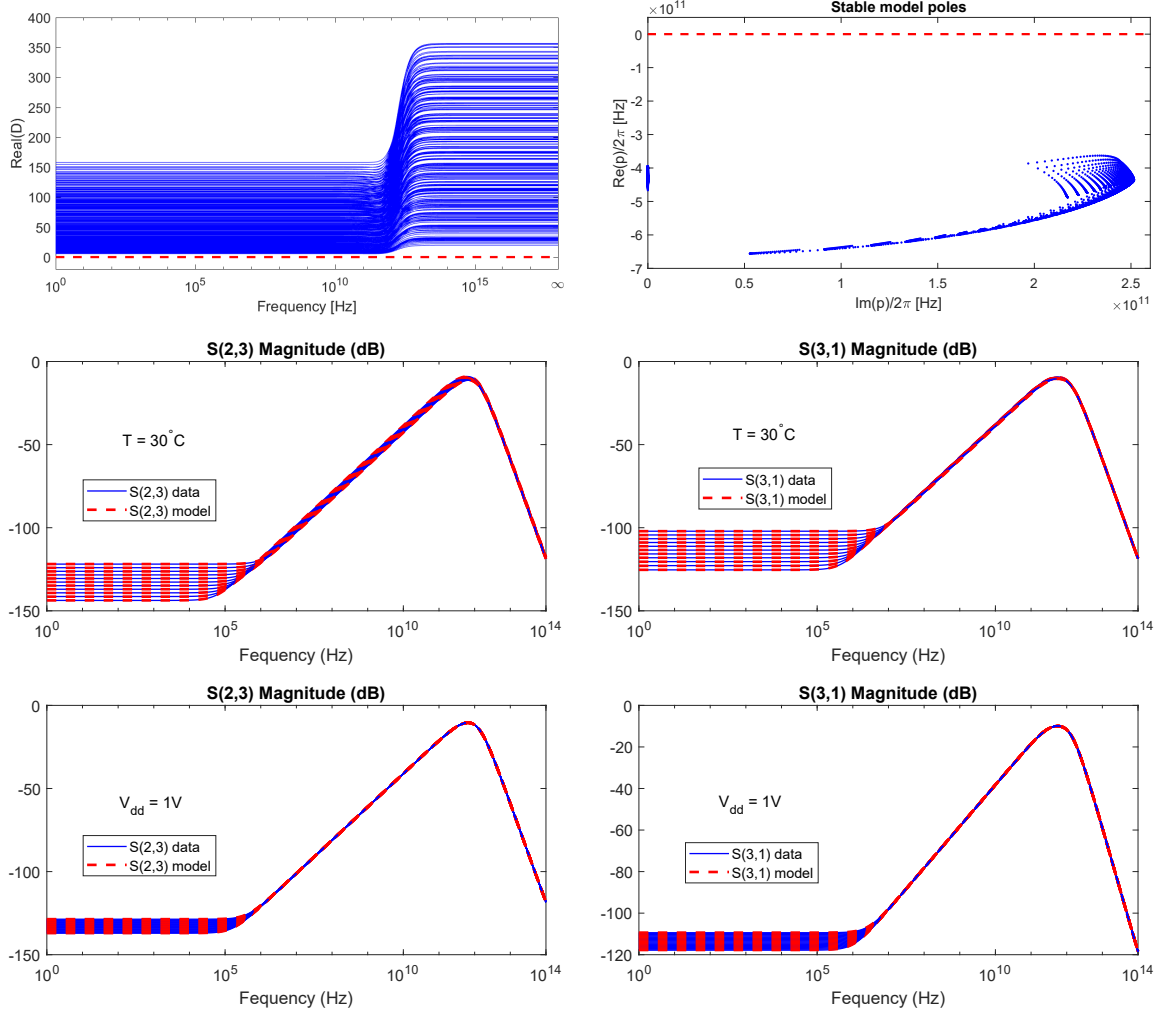 400
350
300
250
200
150
100
50
0
Real(D)
10^0
10^5
10^10
10^15
∞
Frequency [Hz]
×10^11
Stable model poles
1
0
-1
-2
-3
-4
-5
-6
-7
Re(p)/2π [Hz]
0
0.5
1
1.5
2
2.5
×10^11
Im(p)/2π [Hz]
S(2,3) Magnitude (dB)
0
-50
-100
-150
T = 30°C
S(2,3) data
S(2,3) model
10^0
10^5
10^10
10^14
Fequency (Hz)
S(3,1) Magnitude (dB)
0
-50
-100
-150
T = 30°C
S(3,1) data
S(3,1) model
10^0
10^5
10^10
10^14
Fequency (Hz)
S(2,3) Magnitude (dB)
0
-50
-100
-150
V_dd = 1V
S(2,3) data
S(2,3) model
10^0
10^5
10^10
10^14
Fequency (Hz)
S(3,1) Magnitude (dB)
0
-20
-40
-60
-80
-100
-120
V_dd = 1V
S(3,1) data
S(3,1) model
10^0
10^5
10^10
10^14
Fequency (Hz)